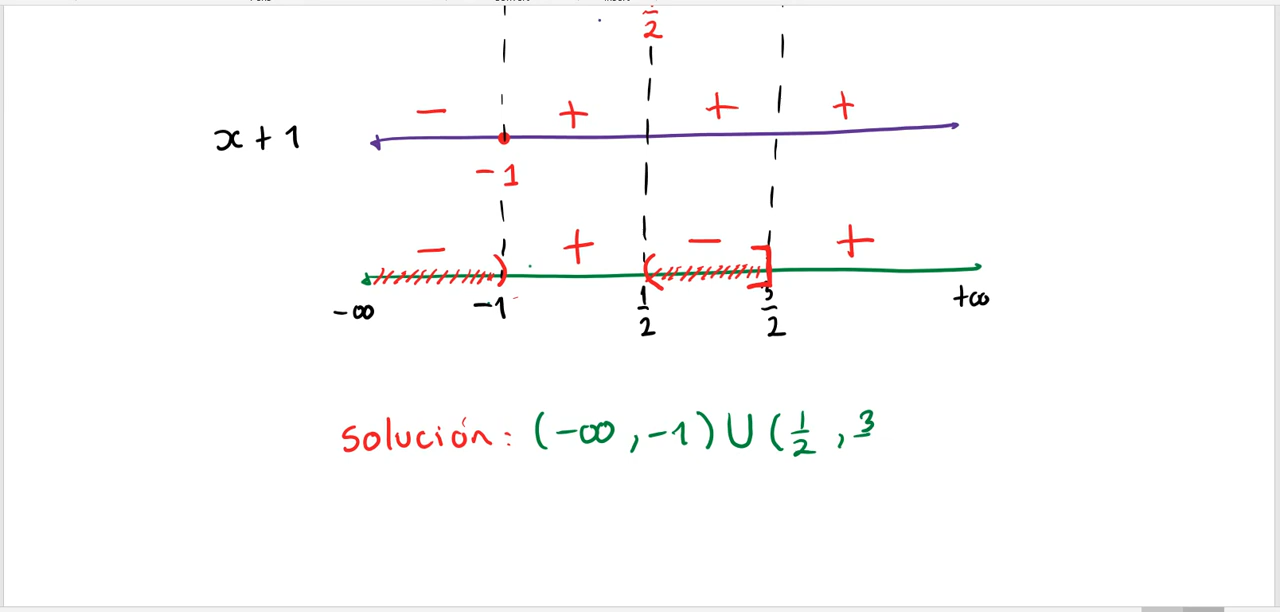 2
− + + +
x + 1
− 1
− + − +
-∞ -1 1/2 3/2 +∞
Solución: (-∞, -1) U (1/2, 3